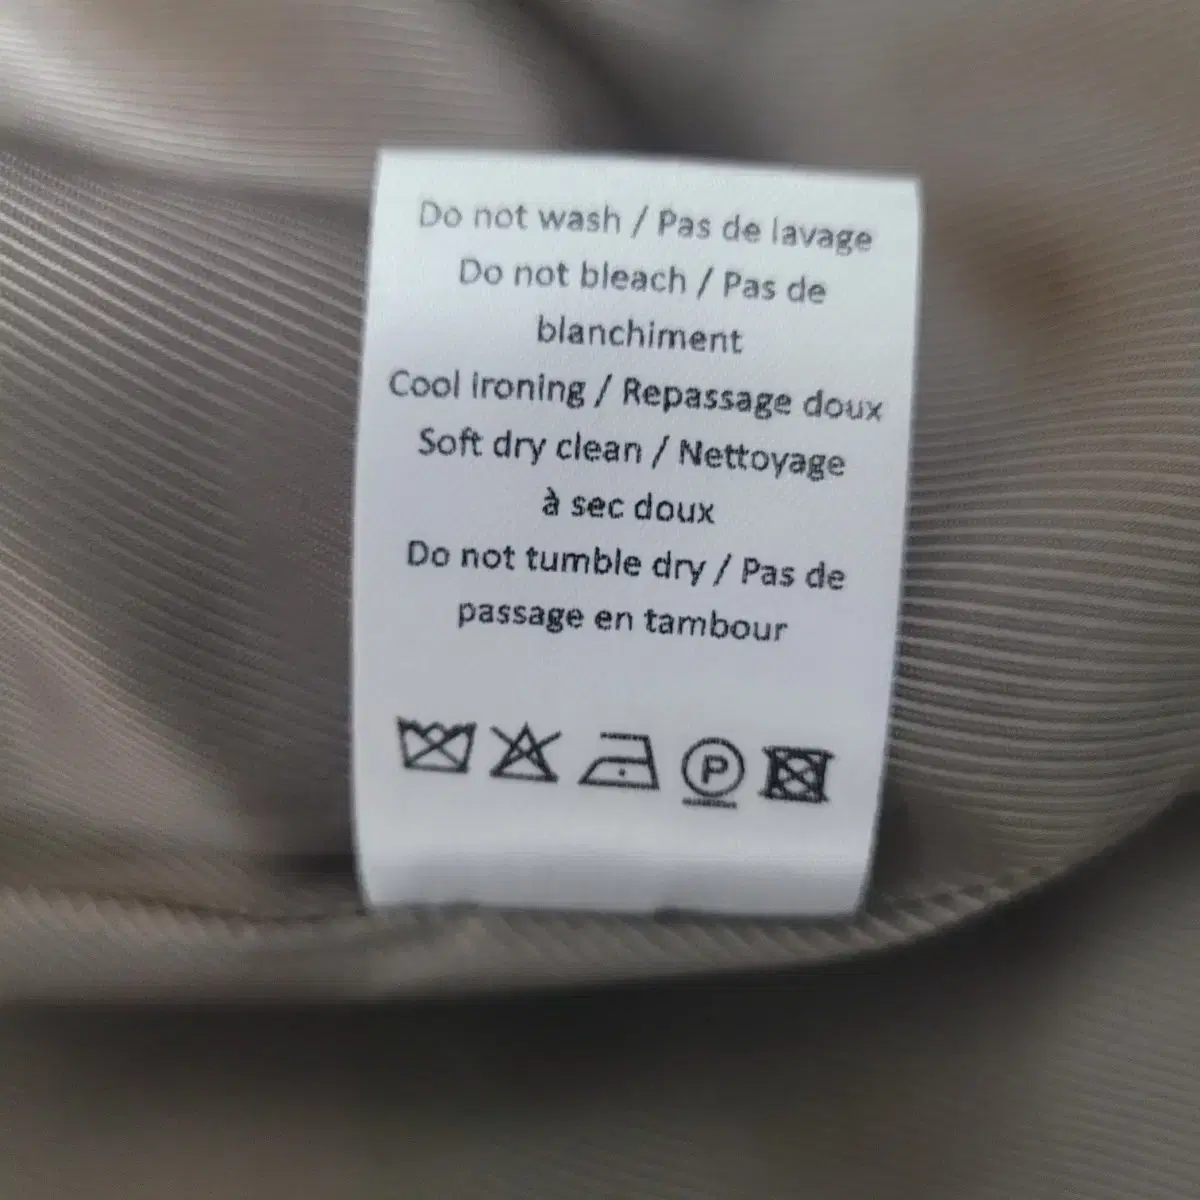 Do not wash / Pas de lavage
Do not bleach / Pas de
blanchiment
Cool ironing / Repassage doux
Soft dry clean / Nettoyage
à sec doux
Do not tumble dry / Pas de
passage en tambour
P